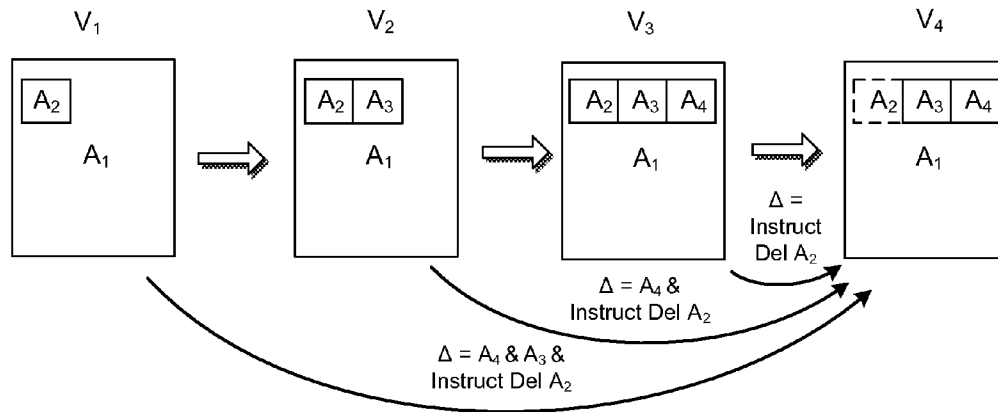 V₁ V₂ V₃ V₄
A₂ A₂ A₃ A₂ A₃ A₄ A₂ A₃ A₄
A₁ A₁ A₁ A₁
Δ =
Instruct
Del A₂
Δ = A₄ &
Instruct Del A₂
Δ = A₄ & A₃ &
Instruct Del A₂